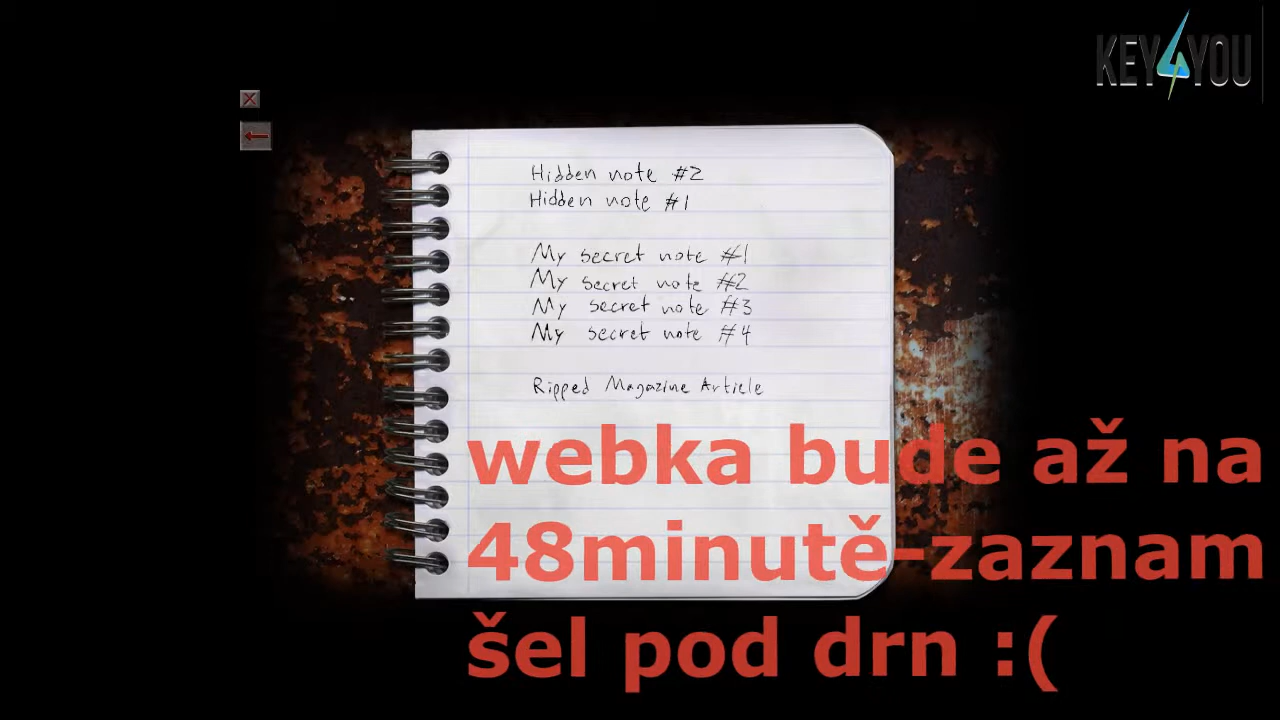 KEY4YOU
Hidden note #2
Hidden note #1
My secret note #1
My secret note #2
My secret note #3
My secret note #4
Ripped Magazine Article
webka bude až na
48minutě-zaznam
šel pod drn :(